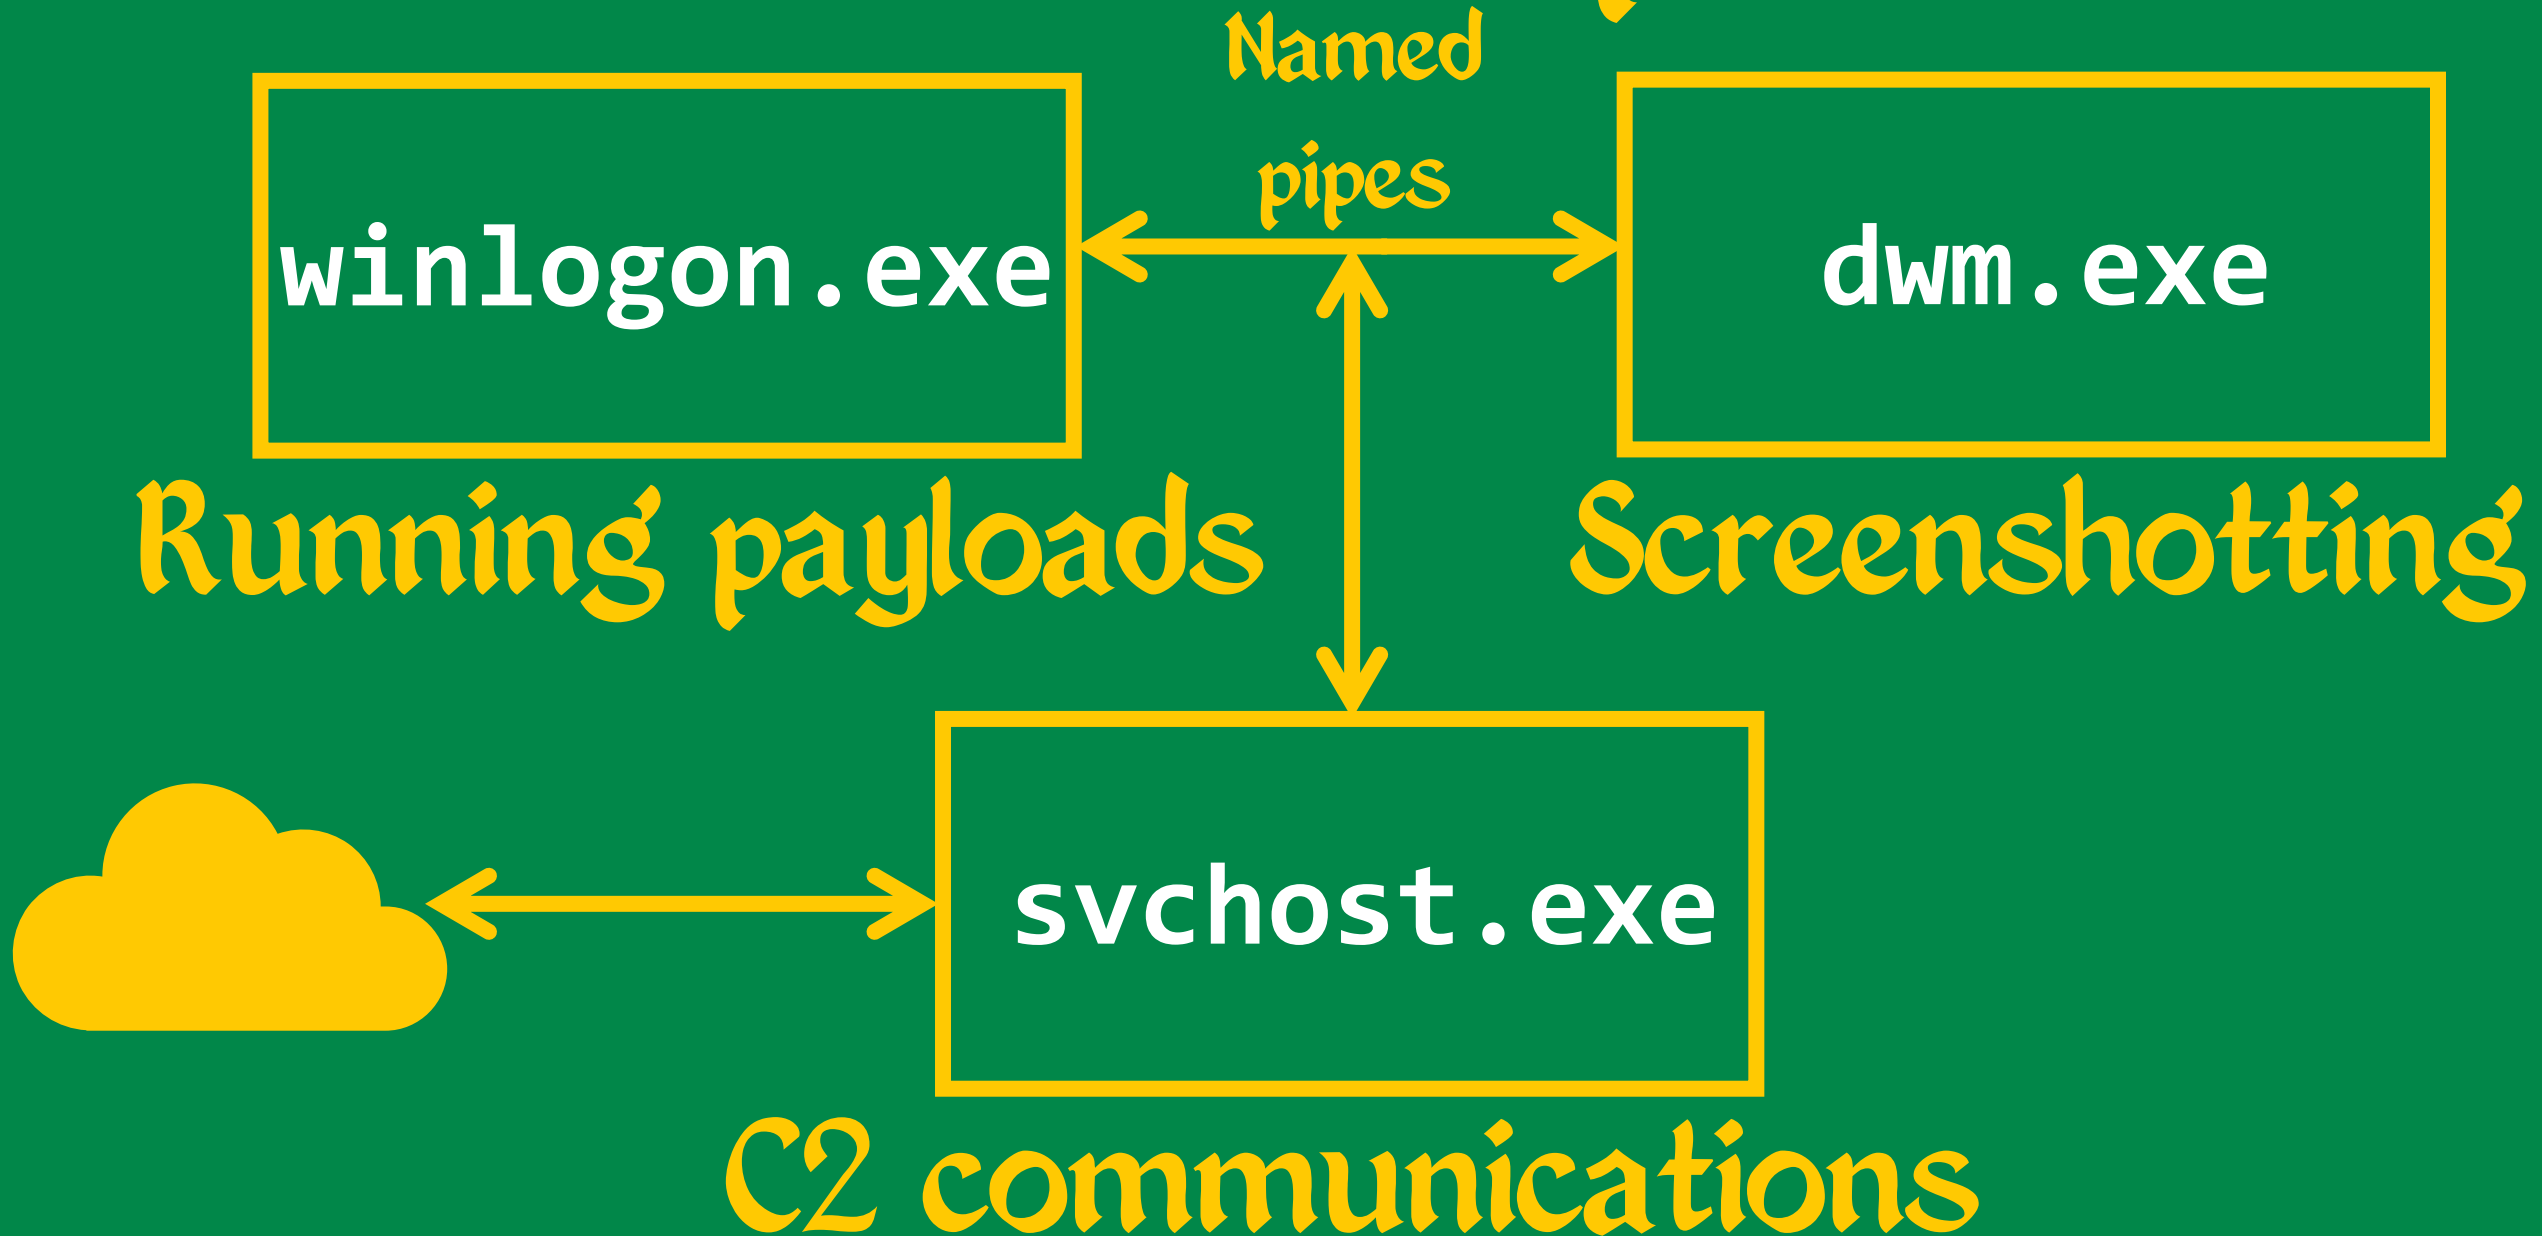 Named
pipes
winlogon.exe
dwm.exe
Running payloads
Screenshotting
svchost.exe
C2 communications